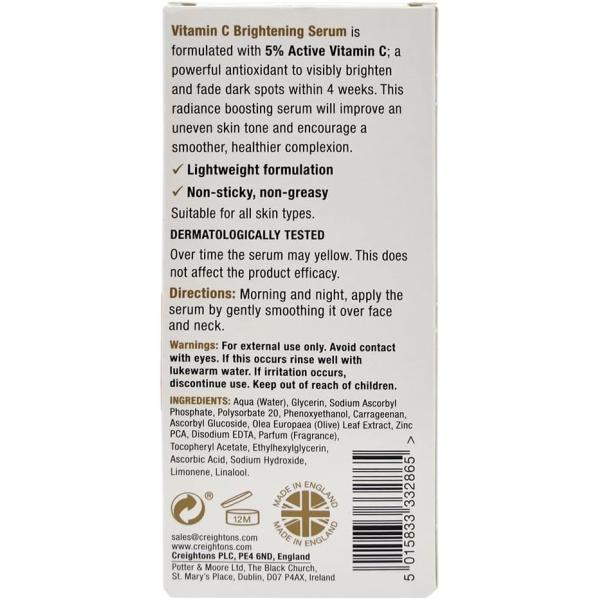 Vitamin C Brightening Serum is
formulated with 5% Active Vitamin C; a
powerful antioxidant to visibly brighten
and fade dark spots within 4 weeks. This
radiance boosting serum will improve an
uneven skin tone and encourage a
smoother, healthier complexion.
✓ Lightweight formulation
✓ Non-sticky, non-greasy
Suitable for all skin types.
DERMATOLOGICALLY TESTED
Over time the serum may yellow. This does
not affect the product efficacy.
Directions: Morning and night, apply the
serum by gently smoothing it over face
and neck.
Warnings: For external use only. Avoid contact
with eyes. If this occurs rinse well with
lukewarm water. If irritation occurs,
discontinue use. Keep out of reach of children.
INGREDIENTS: Aqua (Water), Glycerin, Sodium Ascorbyl
Phosphate, Polysorbate 20, Phenoxyethanol, Carrageenan,
Ascorbyl Glucoside, Olea Europaea (Olive) Leaf Extract, Zinc
PCA, Disodium EDTA, Parfum (Fragrance),
Tocopheryl Acetate, Ethylhexylglycerin,
Ascorbic Acid, Sodium Hydroxide,
Limonene, Linalool.
®
12M
MADE IN ENGLAND
MADE IN ENGLAND
sales@creightons.com
www.creightons.com
Creightons PLC, PE4 6ND, England
Potter & Moore Ltd, The Black Church,
St. Mary's Place, Dublin, D07 P4AX, Ireland
5 015833 332865 >